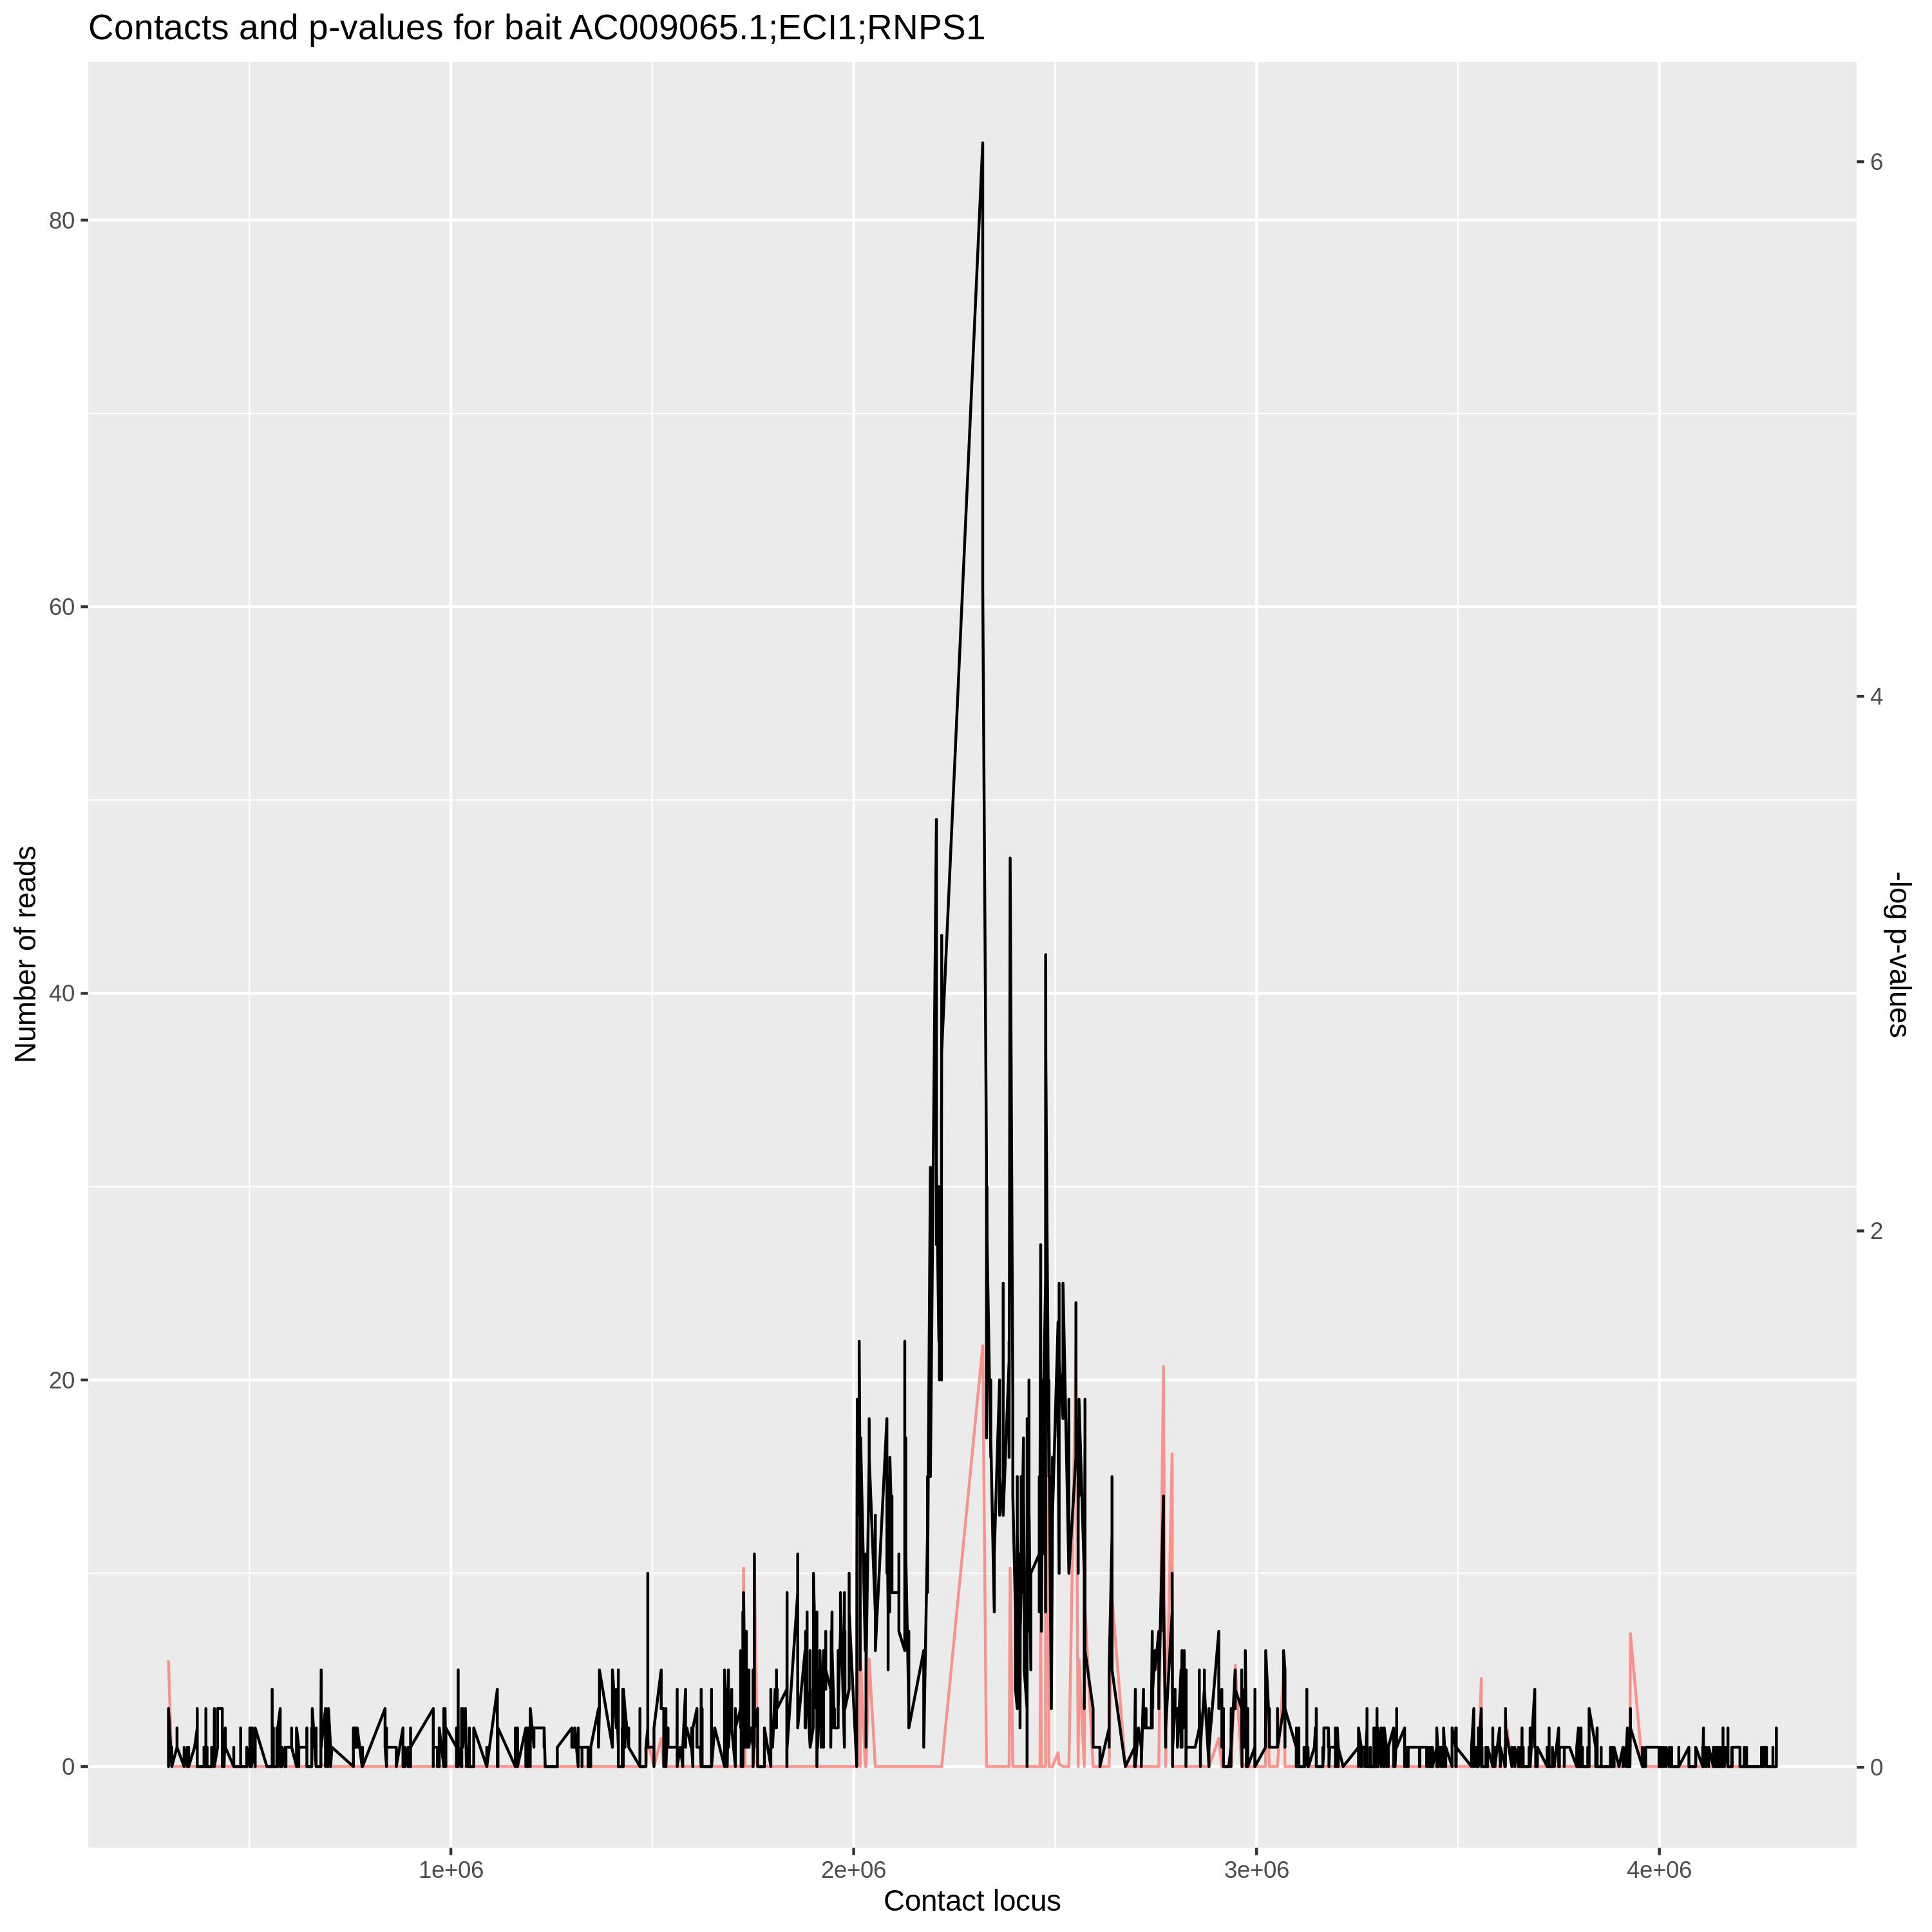 Contacts and p-values for bait AC009065.1;ECI1;RNPS1
Number of reads
80
60
40
20
0
6
4
2
0
-log p-values
1e+06
2e+06
3e+06
4e+06
Contact locus